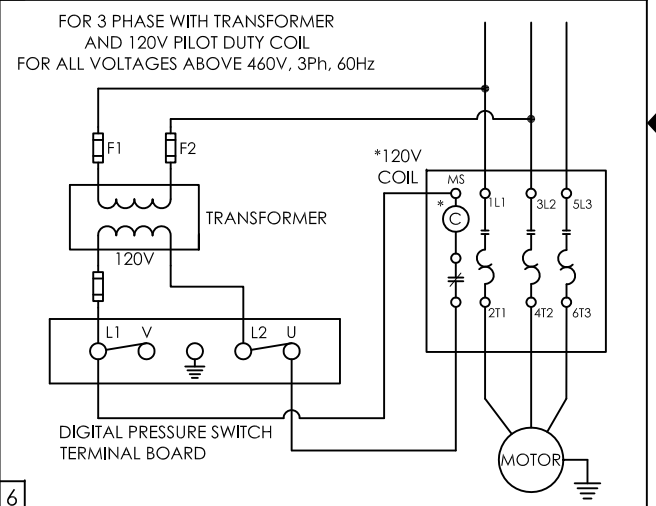 FOR 3 PHASE WITH TRANSFORMER
AND 120V PILOT DUTY COIL
FOR ALL VOLTAGES ABOVE 460V, 3Ph, 60Hz
F1
F2
*120V
COIL
MS
*
C
1L1
3L2
5L3
TRANSFORMER
120V
2T1
4T2
6T3
L1
V
L2
U
DIGITAL PRESSURE SWITCH
TERMINAL BOARD
MOTOR
6